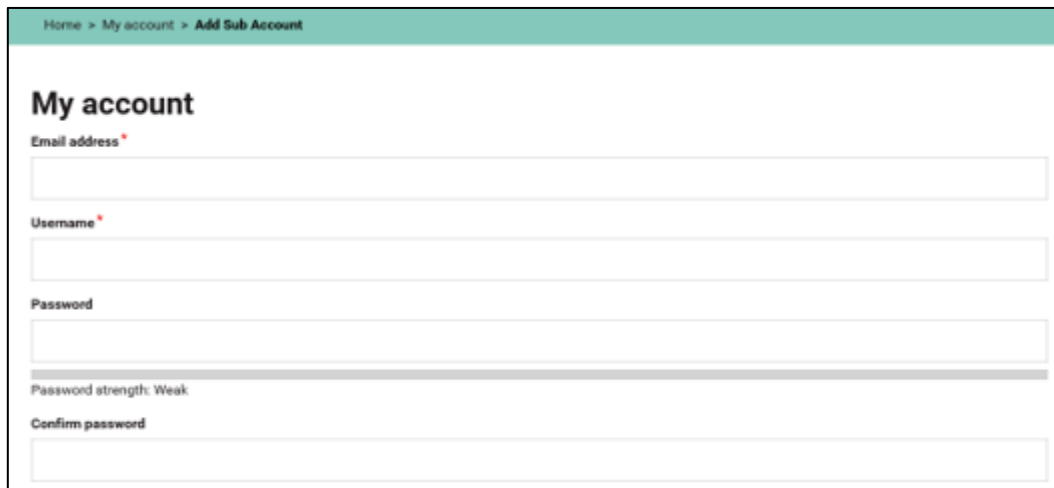 Home > My account > Add Sub Account
My account
Email address*
Username*
Password
Password strength: Weak
Confirm password